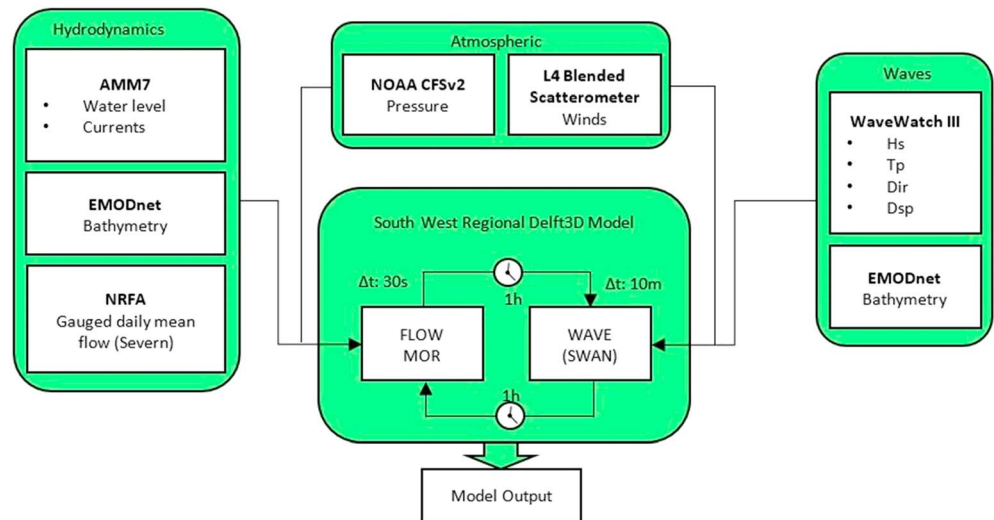 Hydrodynamics
AMM7
• Water level
• Currents
EMODnet
Bathymetry
NRFA
Gauged daily mean
flow (Severn)
Atmospheric
NOAA CFSv2
Pressure
L4 Blended
Scatterometer
Winds
Waves
WaveWatch III
• Hs
• Tp
• Dir
• Dsp
EMODnet
Bathymetry
South West Regional Delft3D Model
Δt: 30s
1h
Δt: 10m
FLOW
MOR
WAVE
(SWAN)
1h
Model Output